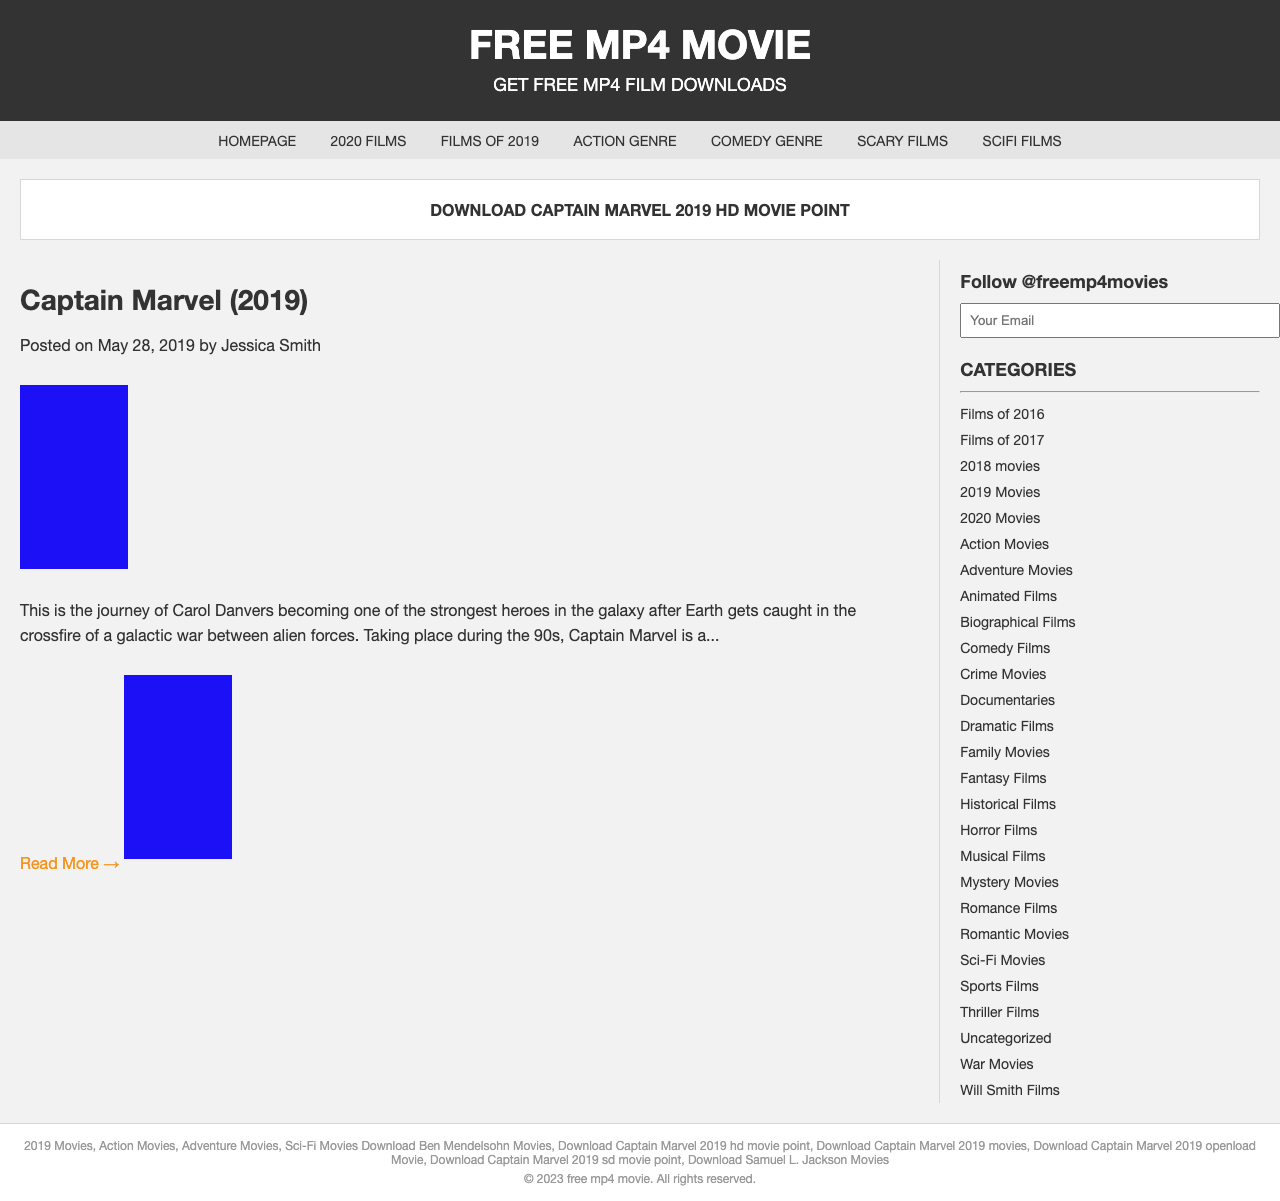 FREE MP4 MOVIE
GET FREE MP4 FILM DOWNLOADS
HOMEPAGE 2020 FILMS FILMS OF 2019 ACTION GENRE COMEDY GENRE SCARY FILMS SCIFI FILMS
DOWNLOAD CAPTAIN MARVEL 2019 HD MOVIE POINT
Captain Marvel (2019)
Posted on May 28, 2019 by Jessica Smith
This is the journey of Carol Danvers becoming one of the strongest heroes in the galaxy after Earth gets caught in the
crossfire of a galactic war between alien forces. Taking place during the 90s, Captain Marvel is a...
Read More →
Follow @freemp4movies
Your Email
CATEGORIES
Films of 2016
Films of 2017
2018 movies
2019 Movies
2020 Movies
Action Movies
Adventure Movies
Animated Films
Biographical Films
Comedy Films
Crime Movies
Documentaries
Dramatic Films
Family Movies
Fantasy Films
Historical Films
Horror Films
Musical Films
Mystery Movies
Romance Films
Romantic Movies
Sci-Fi Movies
Sports Films
Thriller Films
Uncategorized
War Movies
Will Smith Films
2019 Movies, Action Movies, Adventure Movies, Sci-Fi Movies Download Ben Mendelsohn Movies, Download Captain Marvel 2019 hd movie point, Download Captain Marvel 2019 movies, Download Captain Marvel 2019 openload
Movie, Download Captain Marvel 2019 sd movie point, Download Samuel L. Jackson Movies
© 2023 free mp4 movie. All rights reserved.